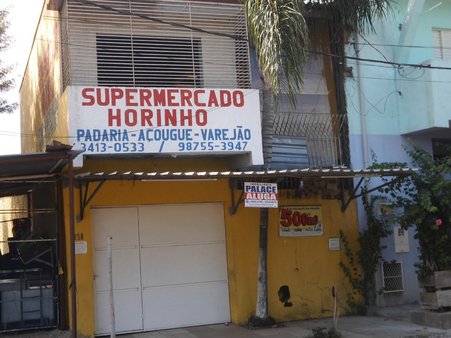 SUPERMERCADO
HORINHO
PADARIA-AÇOUGUE-VAREJÃO
3413-0533 / 98755-3947
PALACE
ALUGA
500